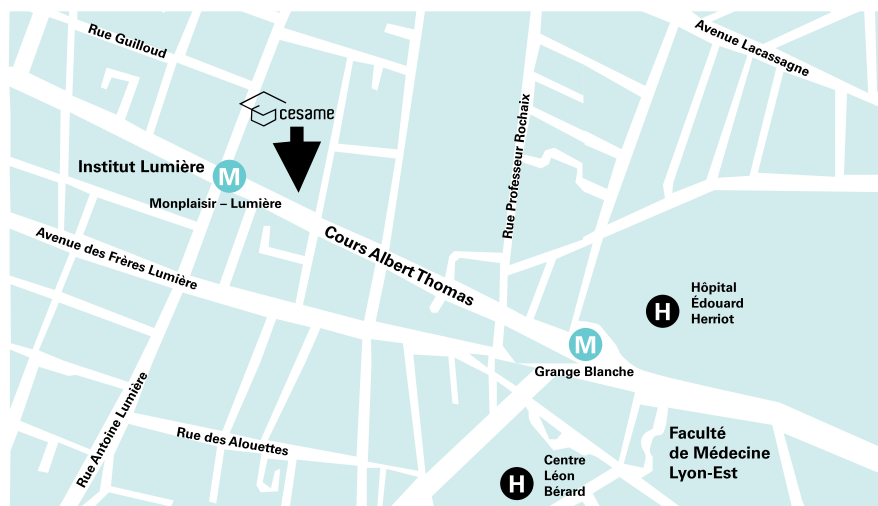 Rue Guilloud
Avenue Lacassagne
cesame
Rue Professeur Rochaix
Institut Lumière
M
Monplaisir – Lumière
Cours Albert Thomas
Avenue des Frères Lumière
H
Hôpital
Édouard
Herriot
M
Grange Blanche
Rue Antoine Lumière
Rue des Alouettes
Faculté
de Médecine
Lyon-Est
H
Centre
Léon
Bérard